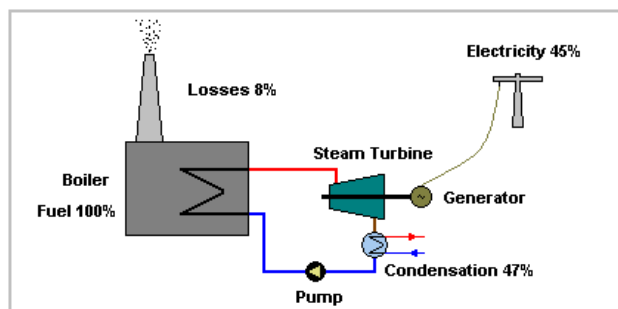 Electricity 45%
Losses 8%
Steam Turbine
Boiler
Generator
Fuel 100%
~
Condensation 47%
Pump